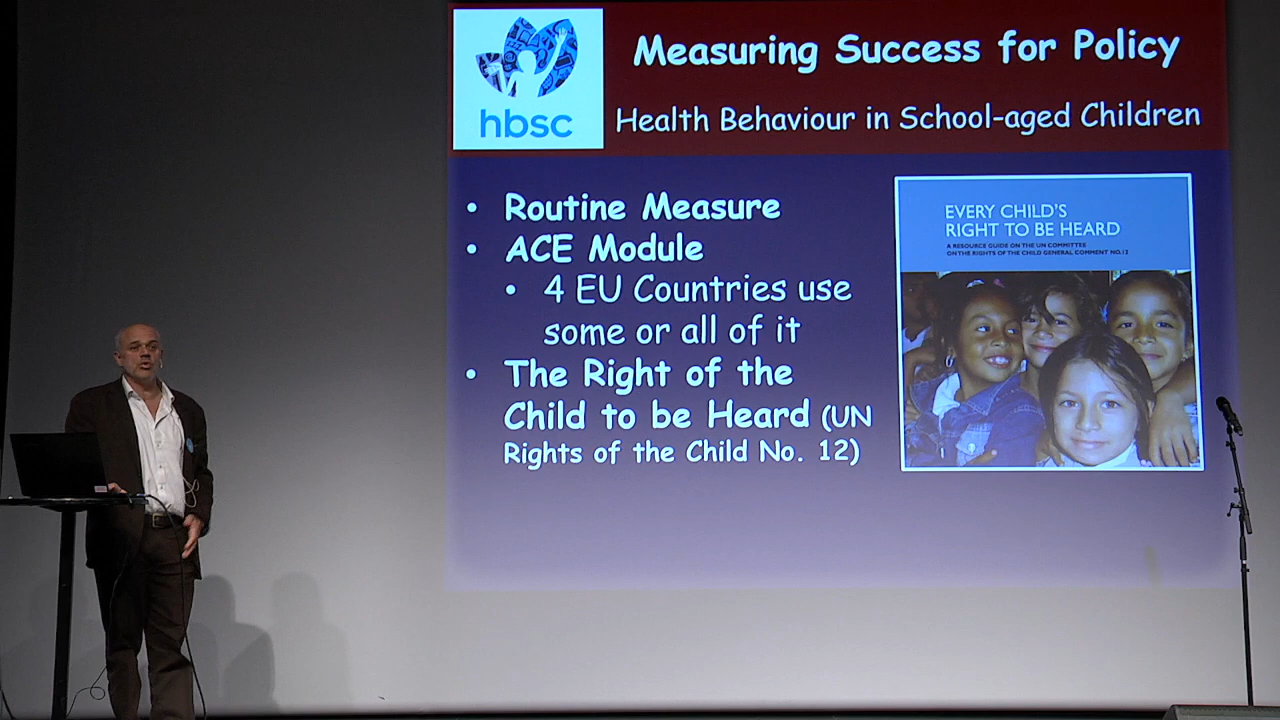 hbsc
Measuring Success for Policy
Health Behaviour in School-aged Children
• Routine Measure
• ACE Module
• 4 EU Countries use
some or all of it
• The Right of the
Child to be Heard (UN
Rights of the Child No. 12)
EVERY CHILD'S
RIGHT TO BE HEARD
A RESOURCE GUIDE ON THE UN COMMITTEE
ON THE RIGHTS OF THE CHILD GENERAL COMMENT NO.12